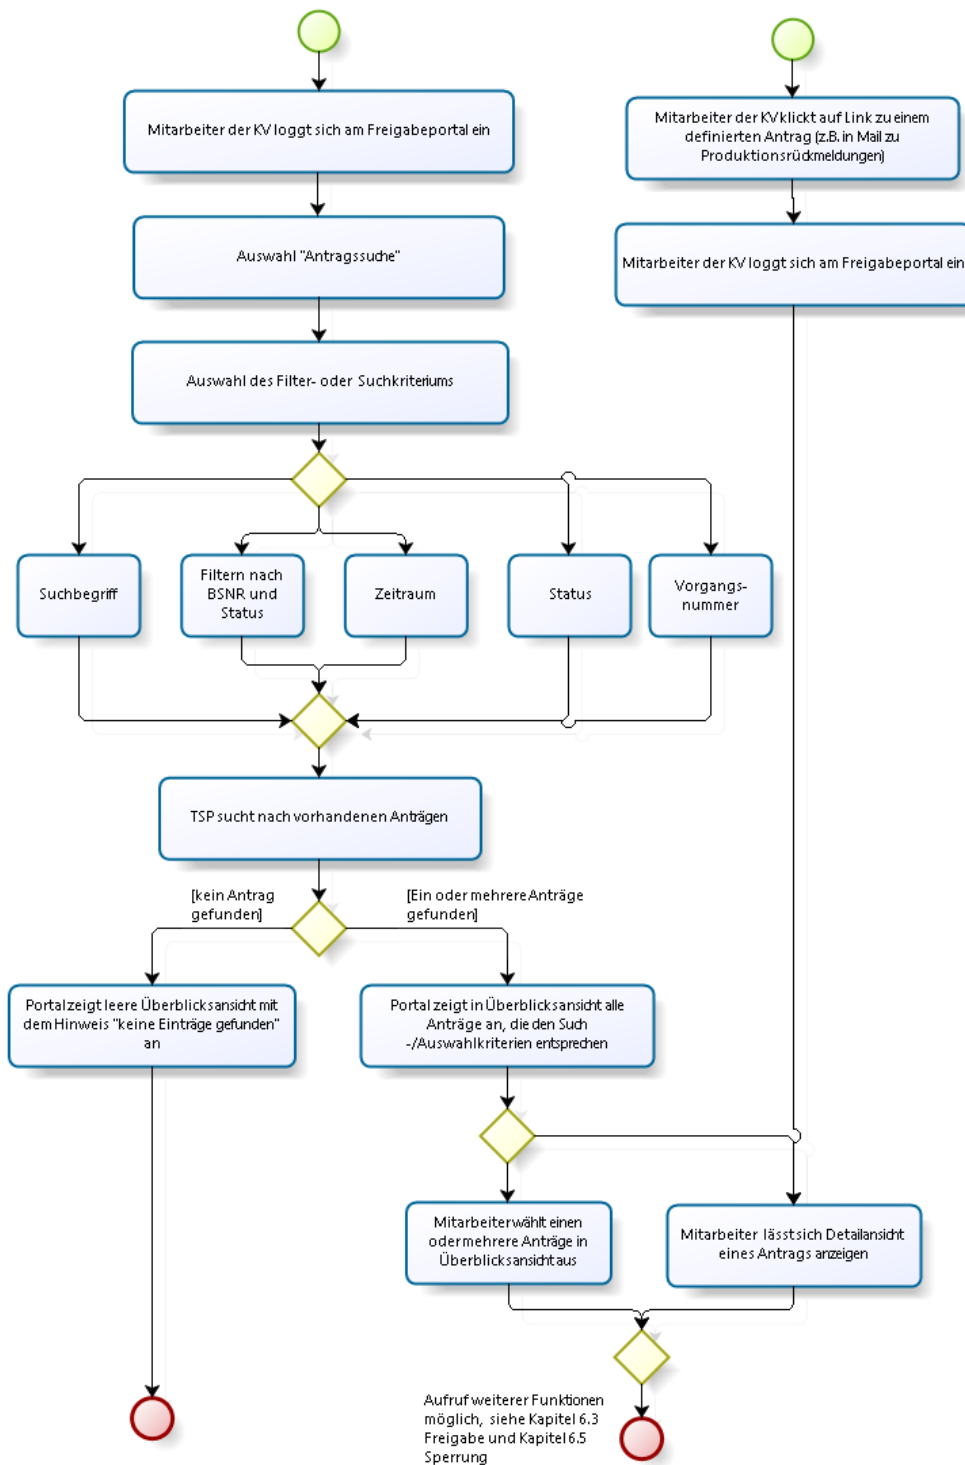 Mitarbeiter der KV loggt sich am Freigabeportal ein
Mitarbeiter der KV klickt auf Link zu einem
definierten Antrag (z.B. in Mail zu
Produktionsrückmeldungen)
Auswahl "Antragssuche"
Mitarbeiter der KV loggt sich am Freigabeportal ein
Auswahl des Filter- oder Suchkriteriums
Suchbegriff
Filtern nach
BSNR und
Status
Zeitraum
Status
Vorgangs-
nummer
TSP sucht nach vorhandenen Anträgen
[kein Antrag
gefunden]
[Ein oder mehrere Anträge
gefunden]
Portal zeigt leere Überblicksansicht mit
dem Hinweis "keine Einträge gefunden"
an
Portal zeigt in Überblicksansicht alle
Anträge an, die den Such
-/Auswahlkriterien entsprechen
Mitarbeiter wählt einen
oder mehrere Anträge in
Überblicksansicht aus
Mitarbeiter lässt sich Detailansicht
eines Antrags anzeigen
Aufruf weiterer Funktionen
möglich, siehe Kapitel 6.3
Freigabe und Kapitel 6.5
Sperrung